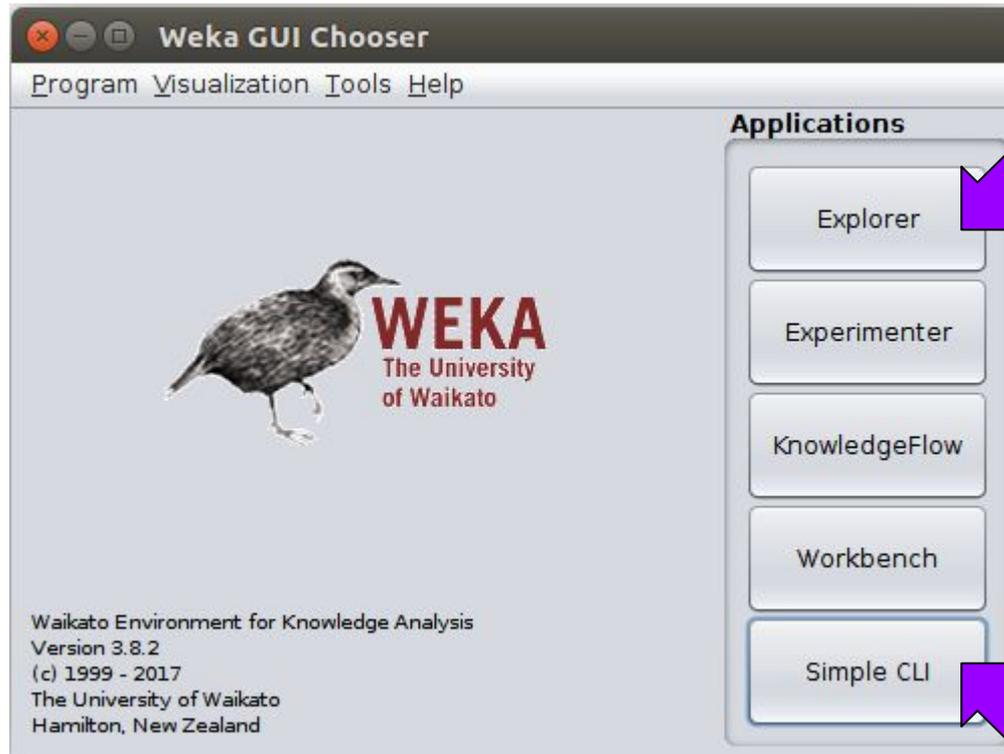 Weka GUI Chooser
Program Visualization Tools Help
Applications
Explorer
Experimenter
KnowledgeFlow
Workbench
Simple CLI
WEKA
The University
of Waikato
Waikato Environment for Knowledge Analysis
Version 3.8.2
(c) 1999 - 2017
The University of Waikato
Hamilton, New Zealand